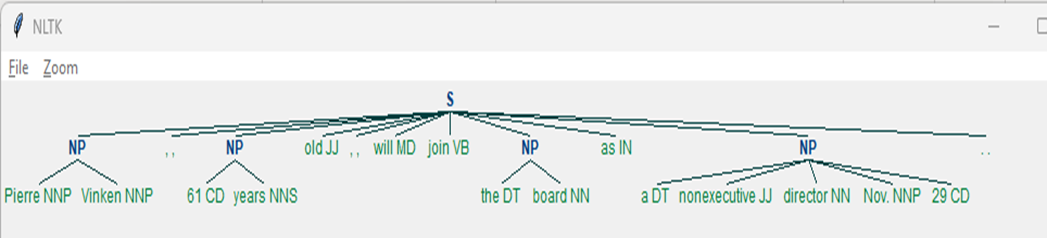 NLTK
File Zoom
S
NP , , NP old JJ , , will MD join VB NP as IN NP . .
Pierre NNP Vinken NNP 61 CD years NNS the DT board NN a DT nonexecutive JJ director NN Nov. NNP 29 CD